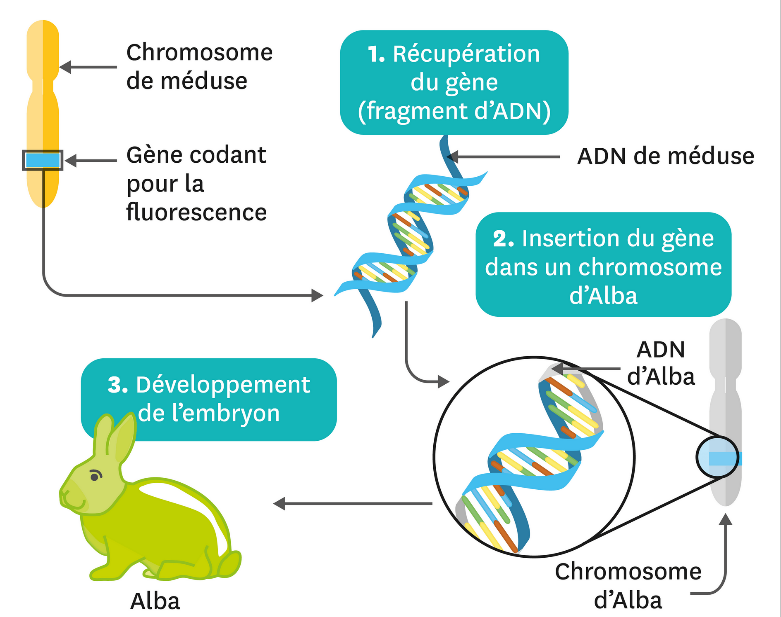 Chromosome
de méduse
Gène codant
pour la
fluorescence
1. Récupération
du gène
(fragment d'ADN)
ADN de méduse
2. Insertion du gène
dans un chromosome
d'Alba
ADN
d'Alba
Chromosome
d'Alba
3. Développement
de l'embryon
Alba